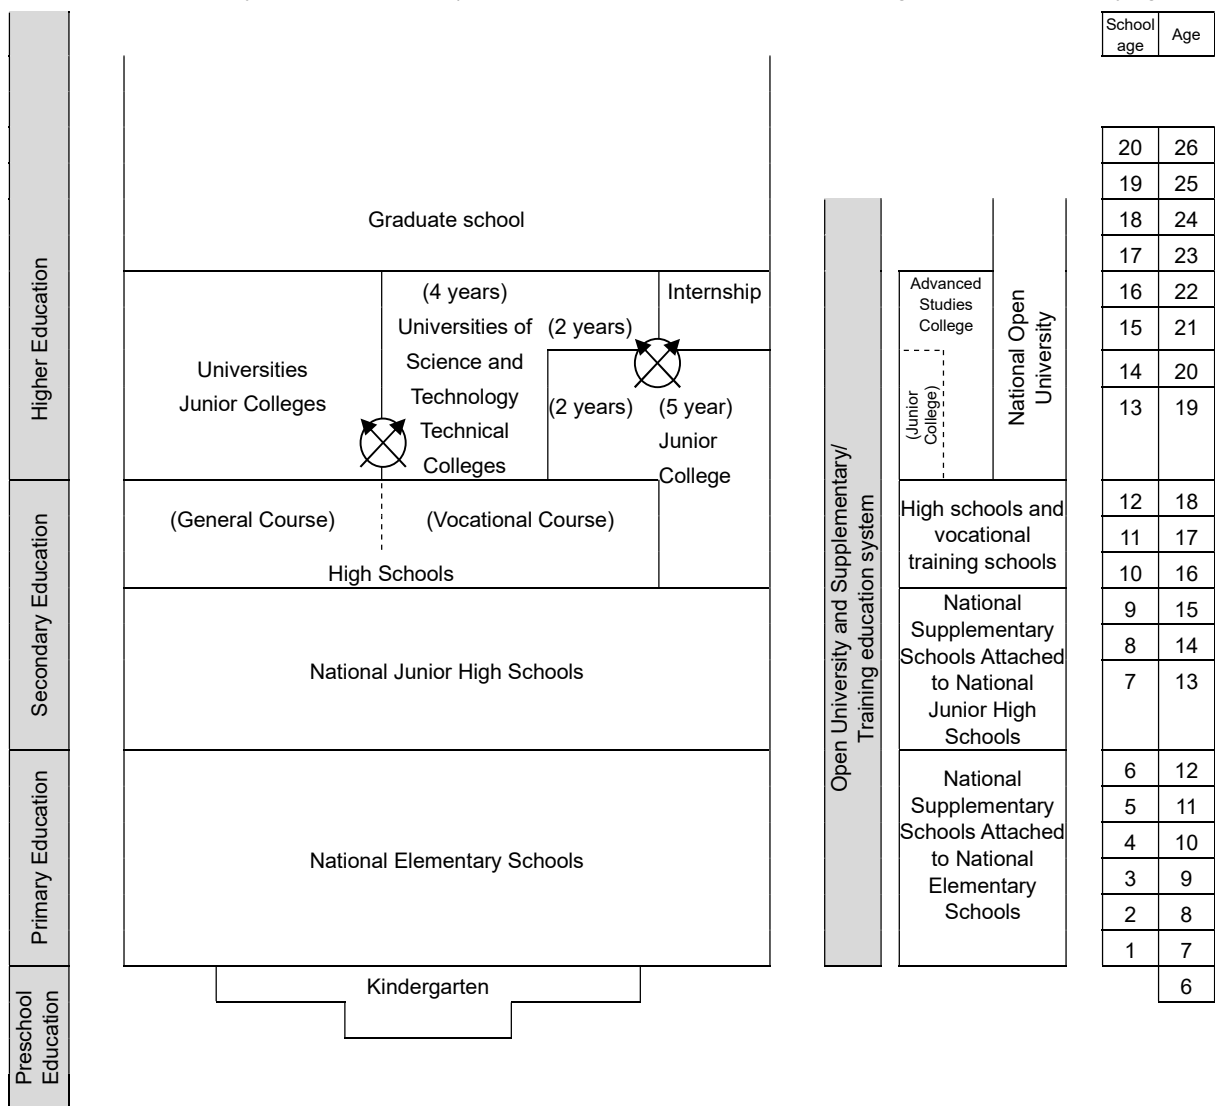 School
age
Age
Higher Education
Secondary Education
Primary Education
Preschool
Education
Graduate school
Universities
Junior Colleges
(4 years)
Universities of
Science and
Technology
Technical
Colleges
(2 years)
(2 years)
Internship
(5 year)
Junior
College
(General Course)
(Vocational Course)
High Schools
National Junior High Schools
National Elementary Schools
Kindergarten
Open University and Supplementary/
Training education system
Advanced
Studies
College
(Junior
College)
National Open
University
High schools and
vocational
training schools
National
Supplementary
Schools Attached
to National
Junior High
Schools
National
Supplementary
Schools Attached
to National
Elementary
Schools
20 26
19 25
18 24
17 23
16 22
15 21
14 20
13 19
12 18
11 17
10 16
9 15
8 14
7 13
6 12
5 11
4 10
3 9
2 8
1 7
6